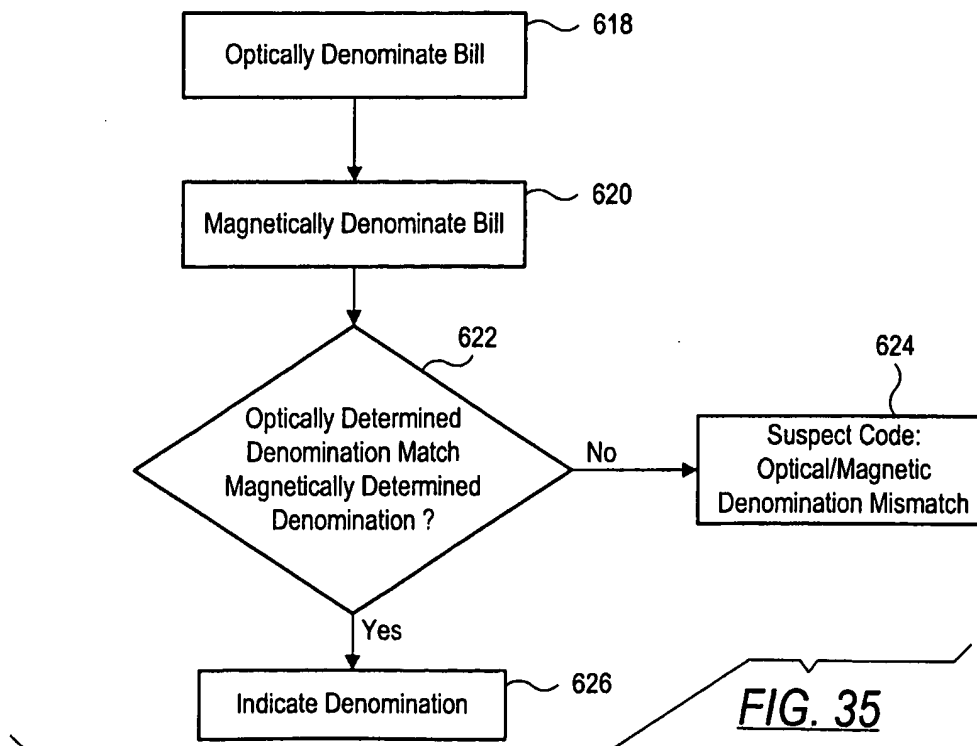 618
Optically Denominate Bill
620
Magnetically Denominate Bill
622
Optically Determined
Denomination Match
Magnetically Determined
Denomination ?
No
624
Suspect Code:
Optical/Magnetic
Denomination Mismatch
Yes
626
Indicate Denomination
FIG. 35